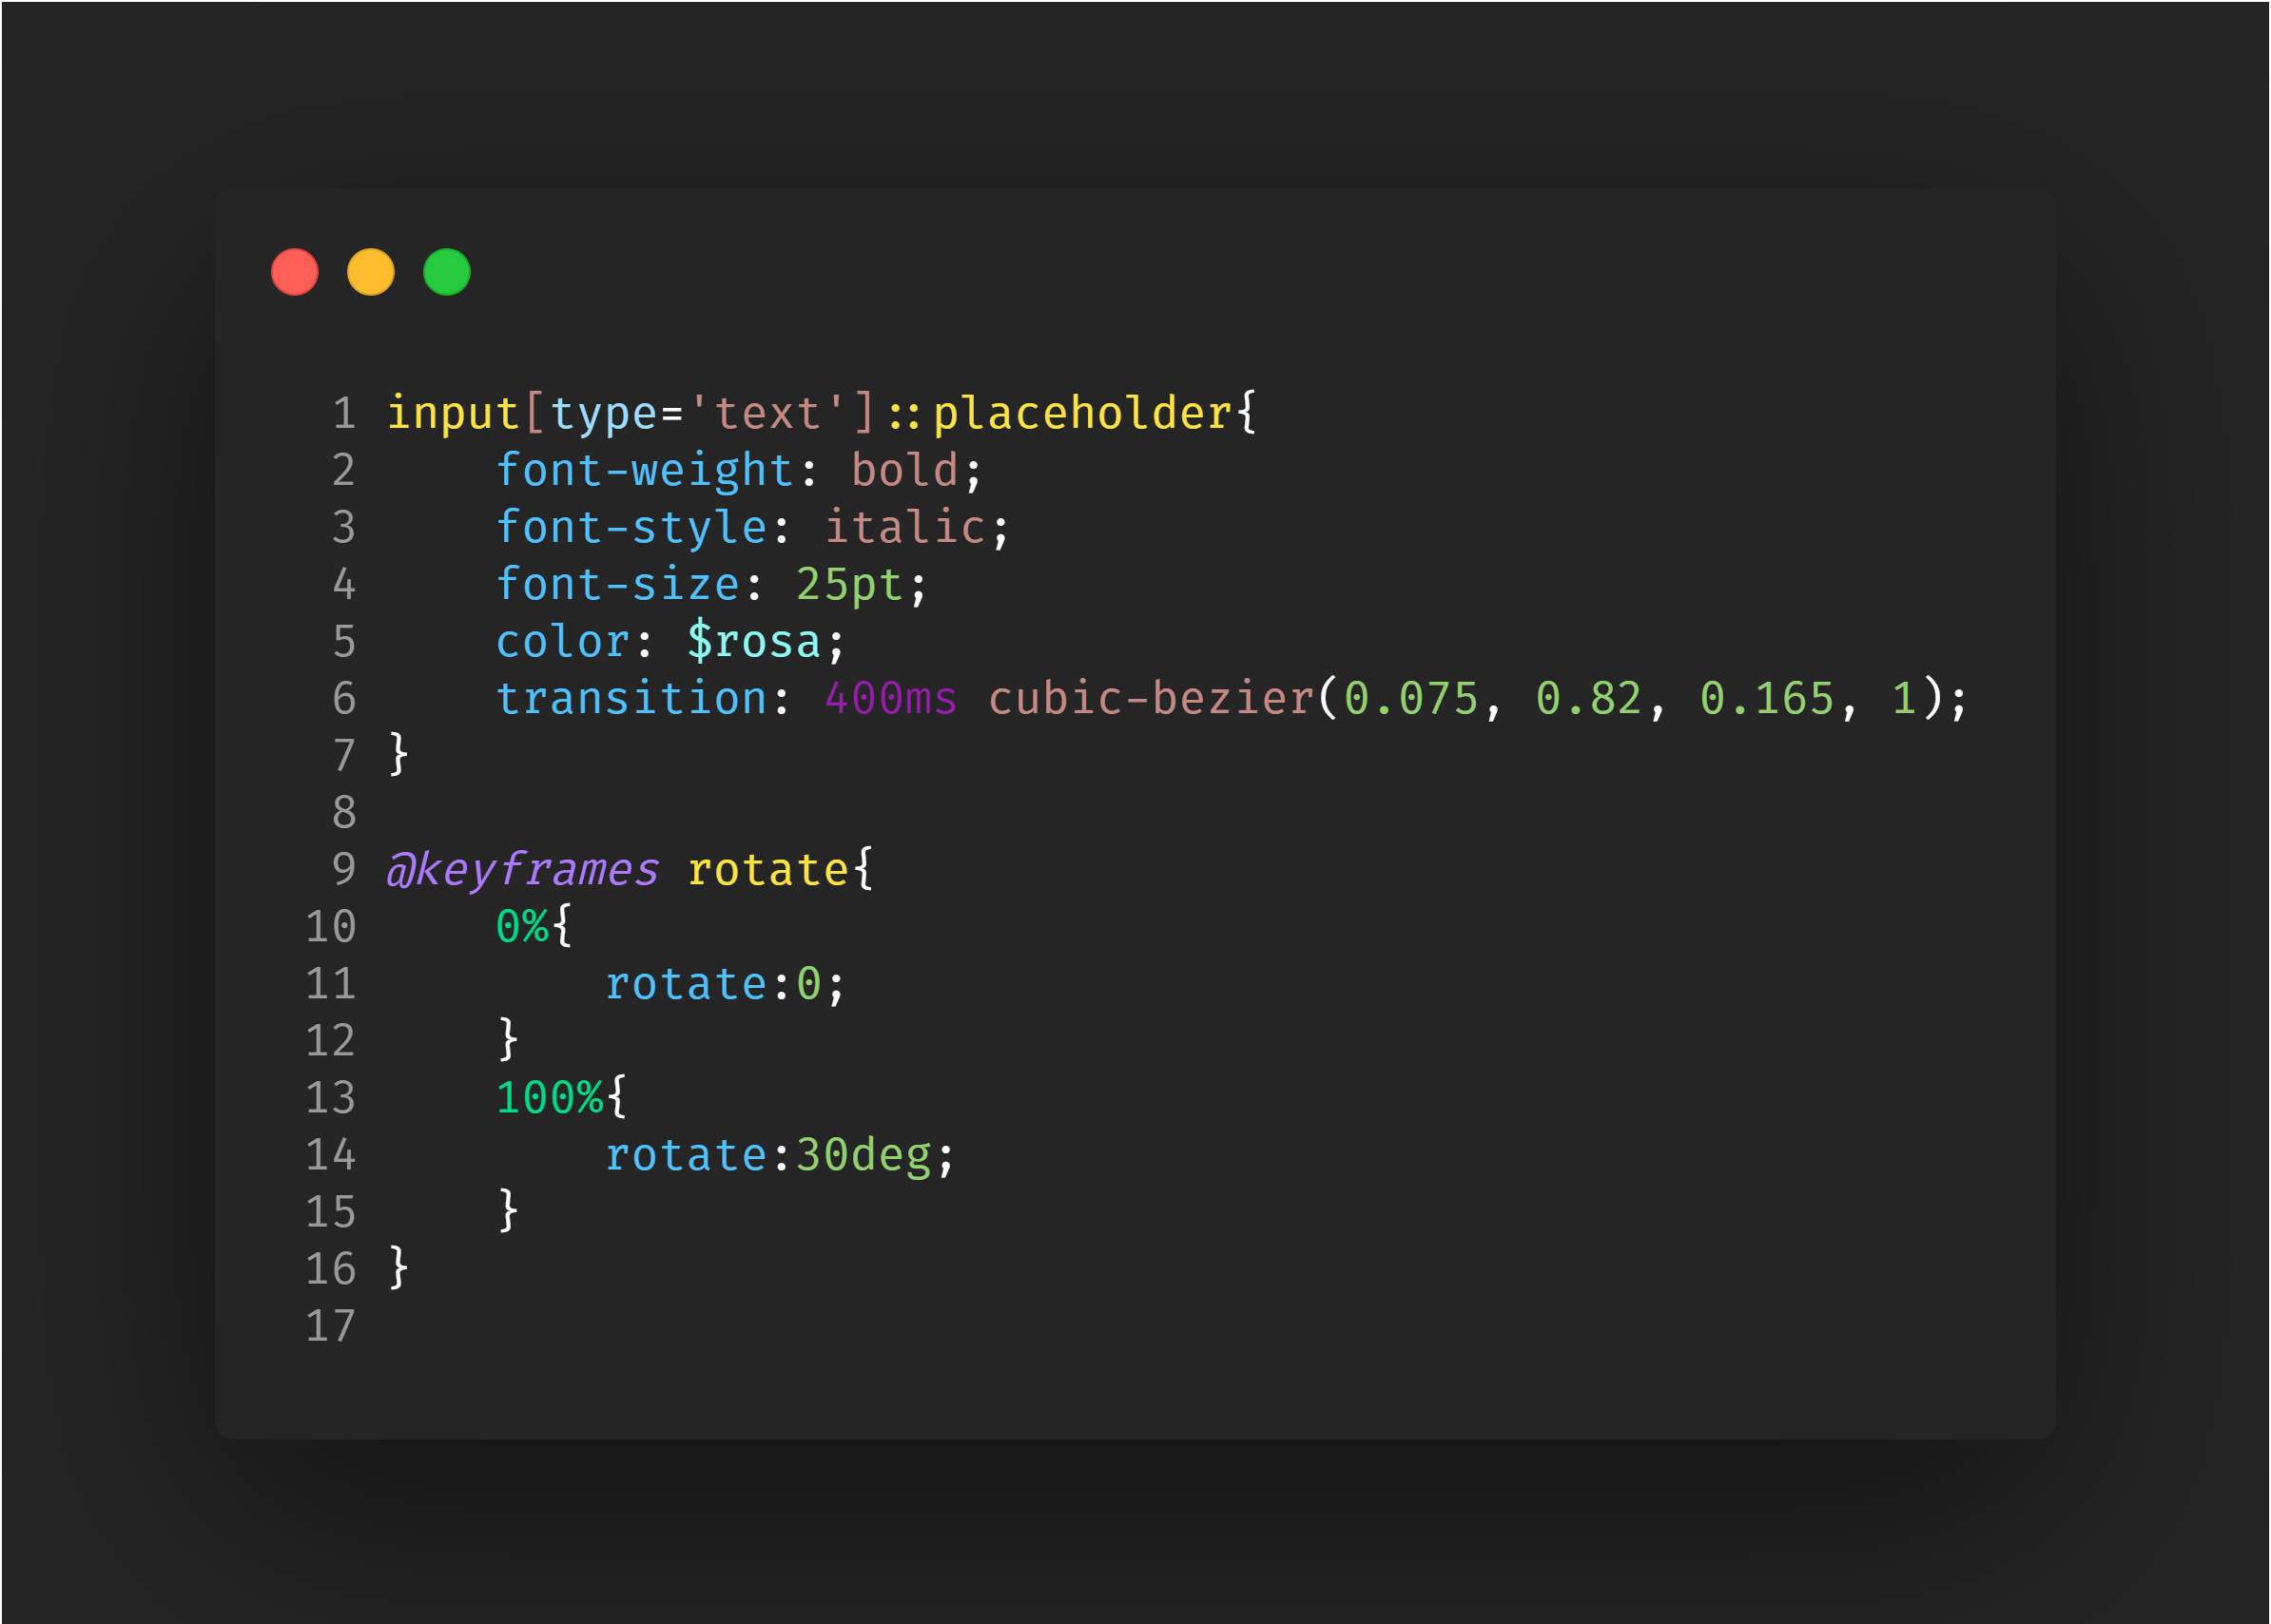 1 input[type='text']::placeholder{
2     font-weight: bold;
3     font-style: italic;
4     font-size: 25pt;
5     color: $rosa;
6     transition: 400ms cubic-bezier(0.075, 0.82, 0.165, 1);
7 }
8
9 @keyframes rotate{
10     0%{
11         rotate:0;
12     }
13     100%{
14         rotate:30deg;
15     }
16 }
17